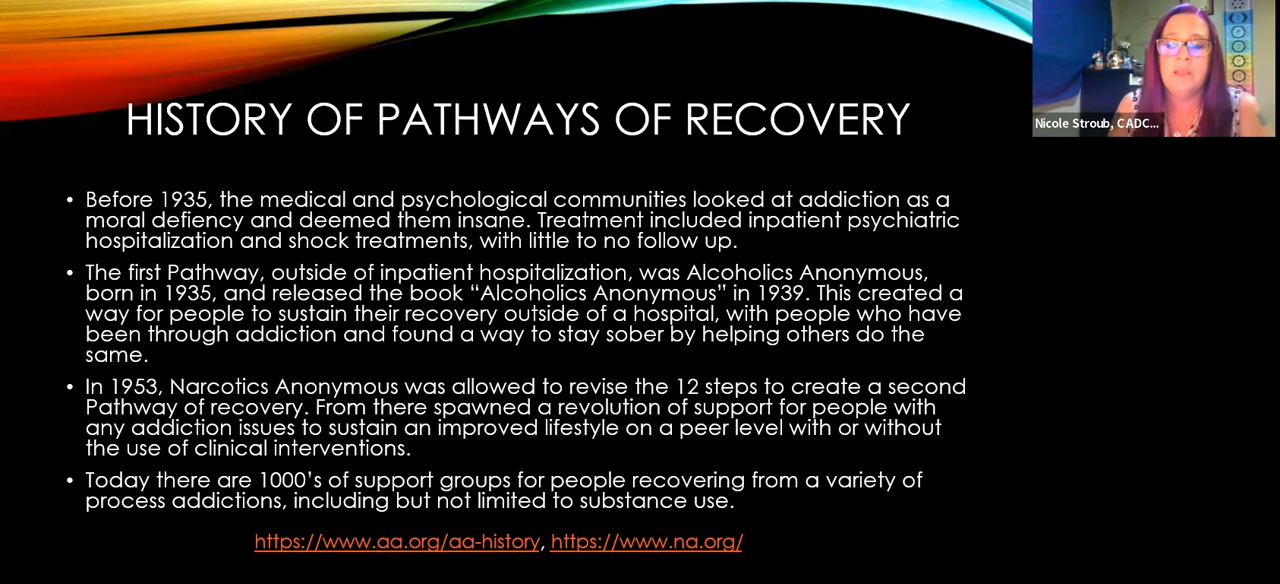 HISTORY OF PATHWAYS OF RECOVERY
Nicole Stroub, CADC...
• Before 1935, the medical and psychological communities looked at addiction as a
moral defiency and deemed them insane. Treatment included inpatient psychiatric
hospitalization and shock treatments, with little to no follow up.
• The first Pathway, outside of inpatient hospitalization, was Alcoholics Anonymous,
born in 1935, and released the book “Alcoholics Anonymous” in 1939. This created a
way for people to sustain their recovery outside of a hospital, with people who have
been through addiction and found a way to stay sober by helping others do the
same.
• In 1953, Narcotics Anonymous was allowed to revise the 12 steps to create a second
Pathway of recovery. From there spawned a revolution of support for people with
any addiction issues to sustain an improved lifestyle on a peer level with or without
the use of clinical interventions.
• Today there are 1000’s of support groups for people recovering from a variety of
process addictions, including but not limited to substance use.
https://www.aa.org/aa-history, https://www.na.org/